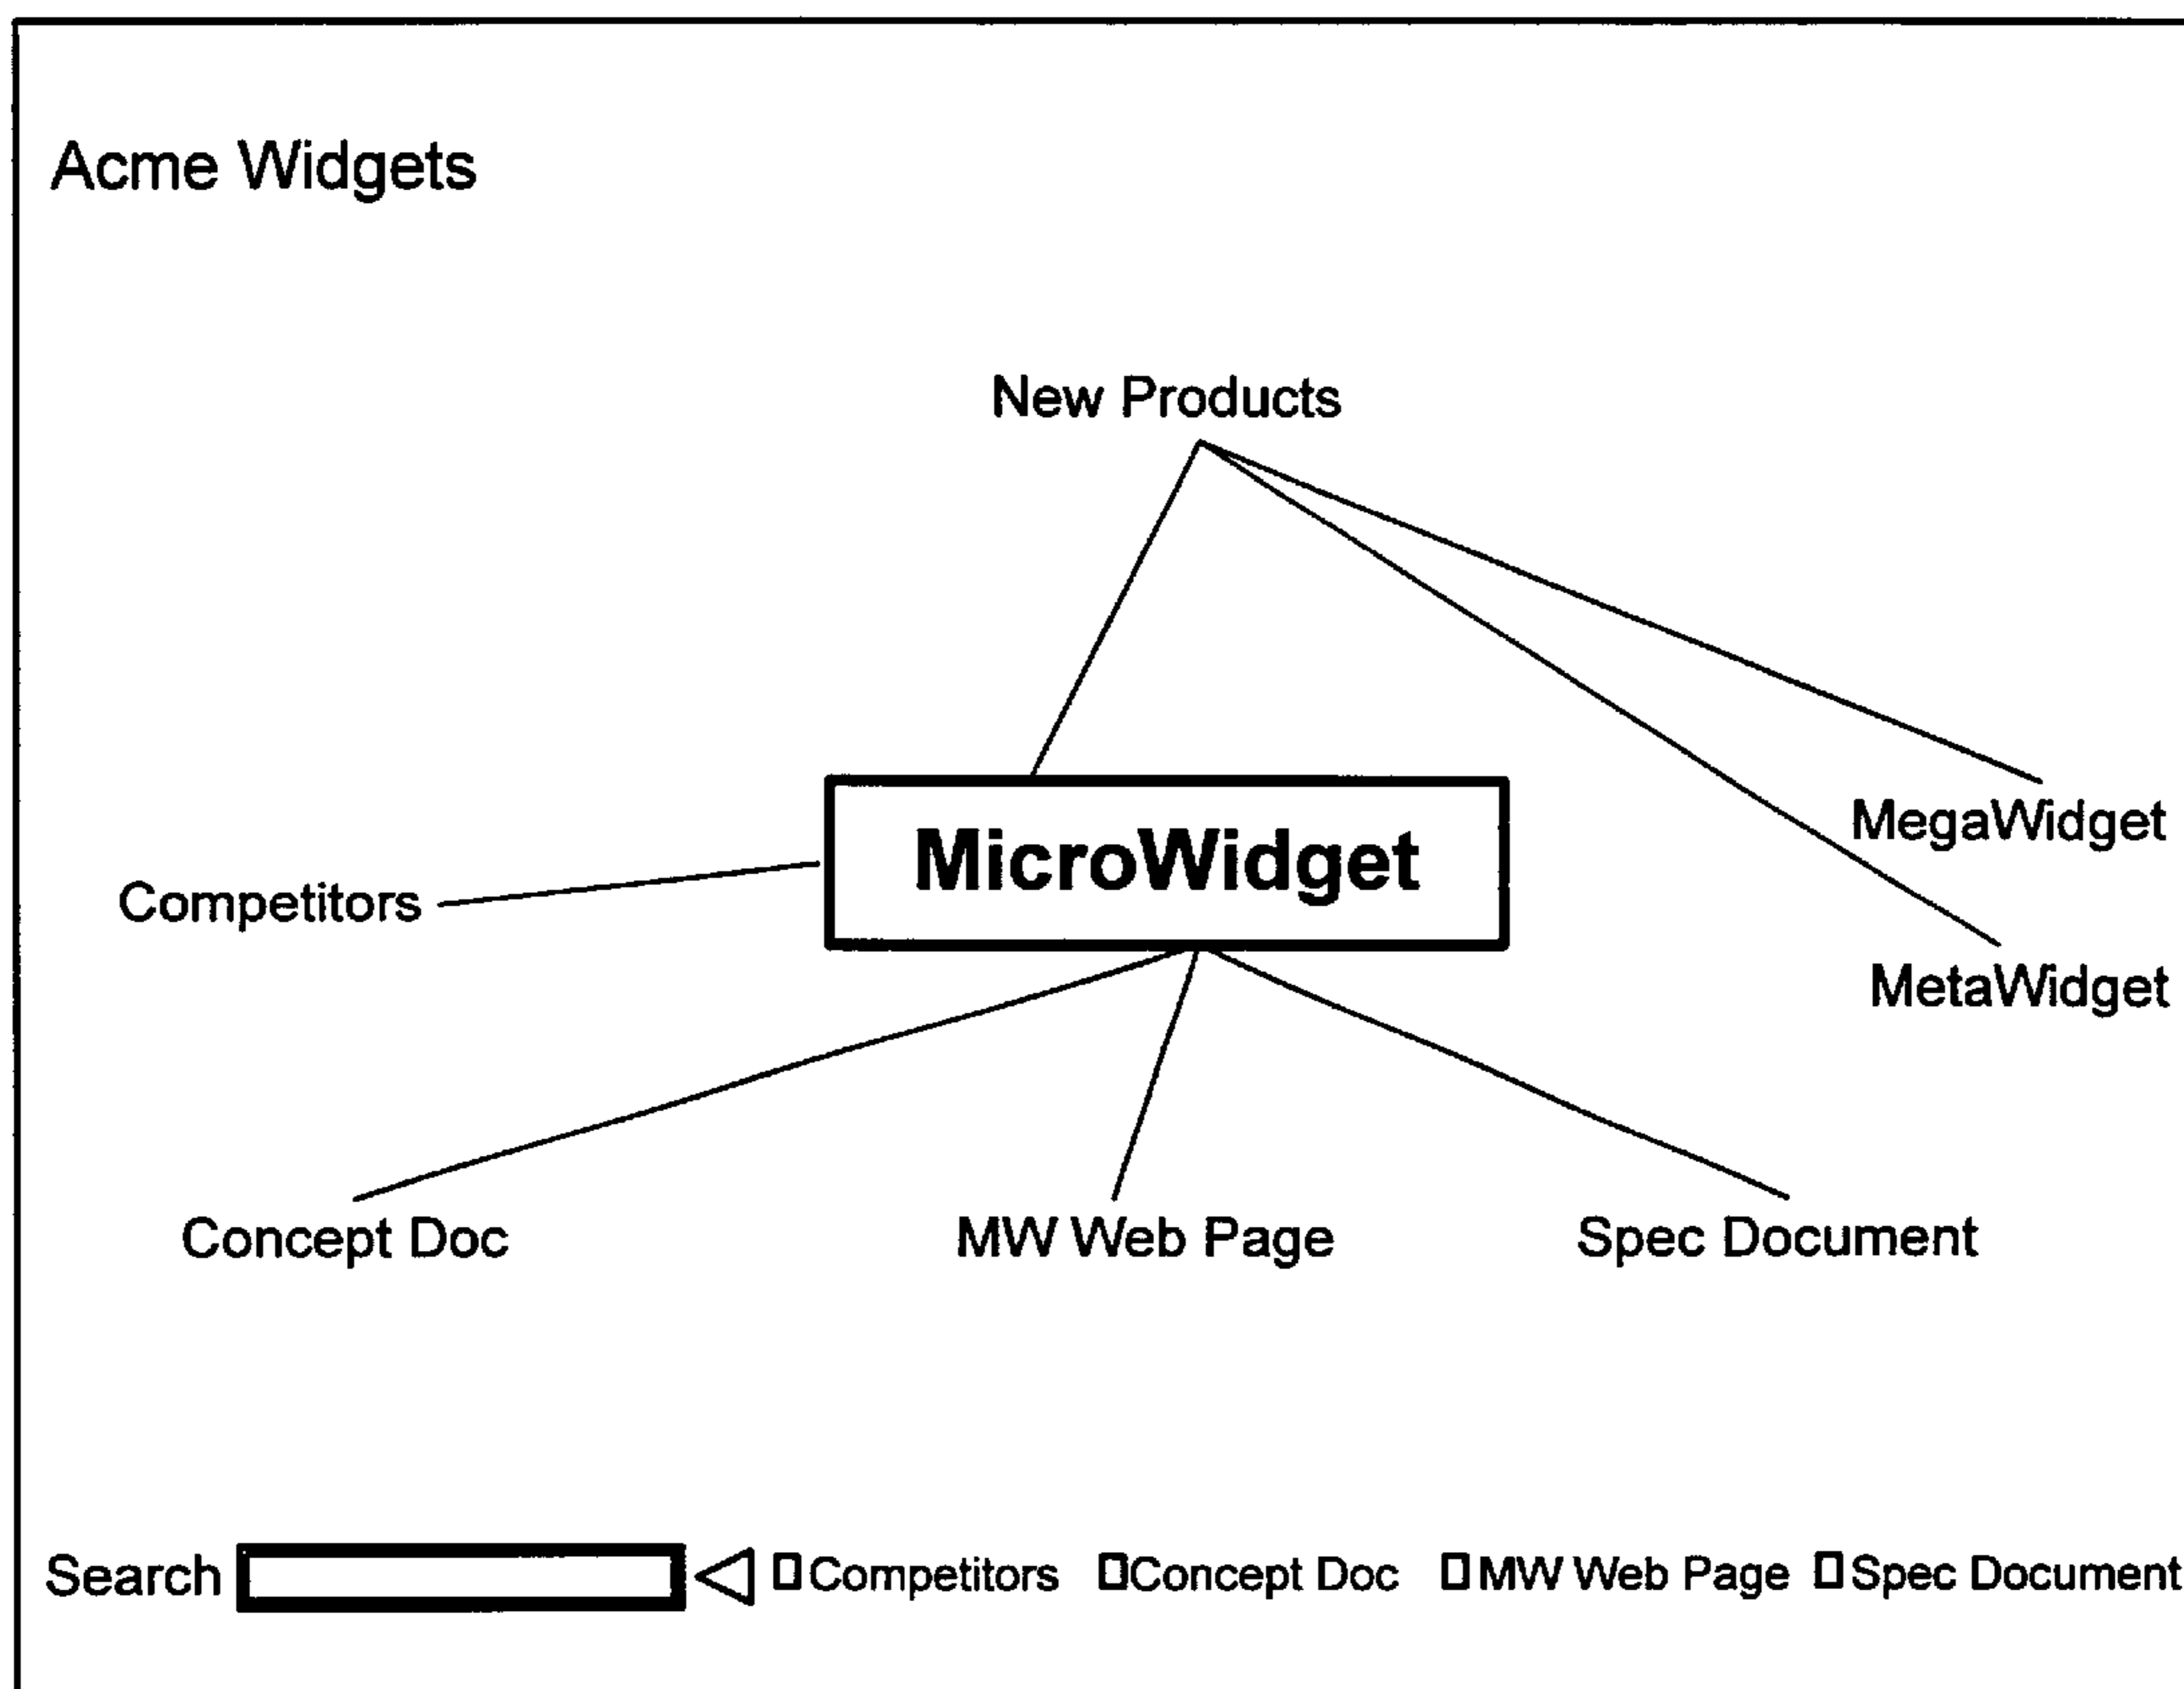 Acme Widgets
New Products
MegaWidget
MicroWidget
Competitors
MetaWidget
Concept Doc MW Web Page Spec Document
Search Competitors Concept Doc MW Web Page Spec Document